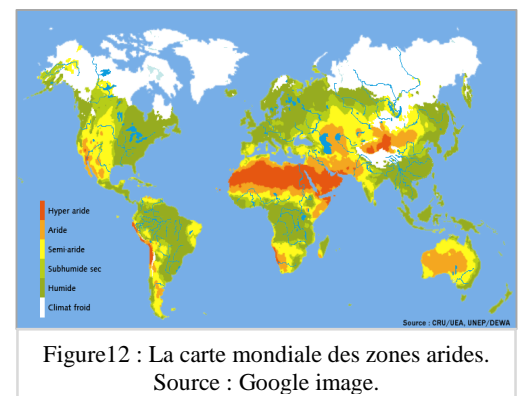 Hyper aride
Aride
Semi-aride
Subhumide sec
Humide
Climat froid
Source : CRU/UEA, UNEP/DEWA
Figure12 : La carte mondiale des zones arides.
Source : Google image.